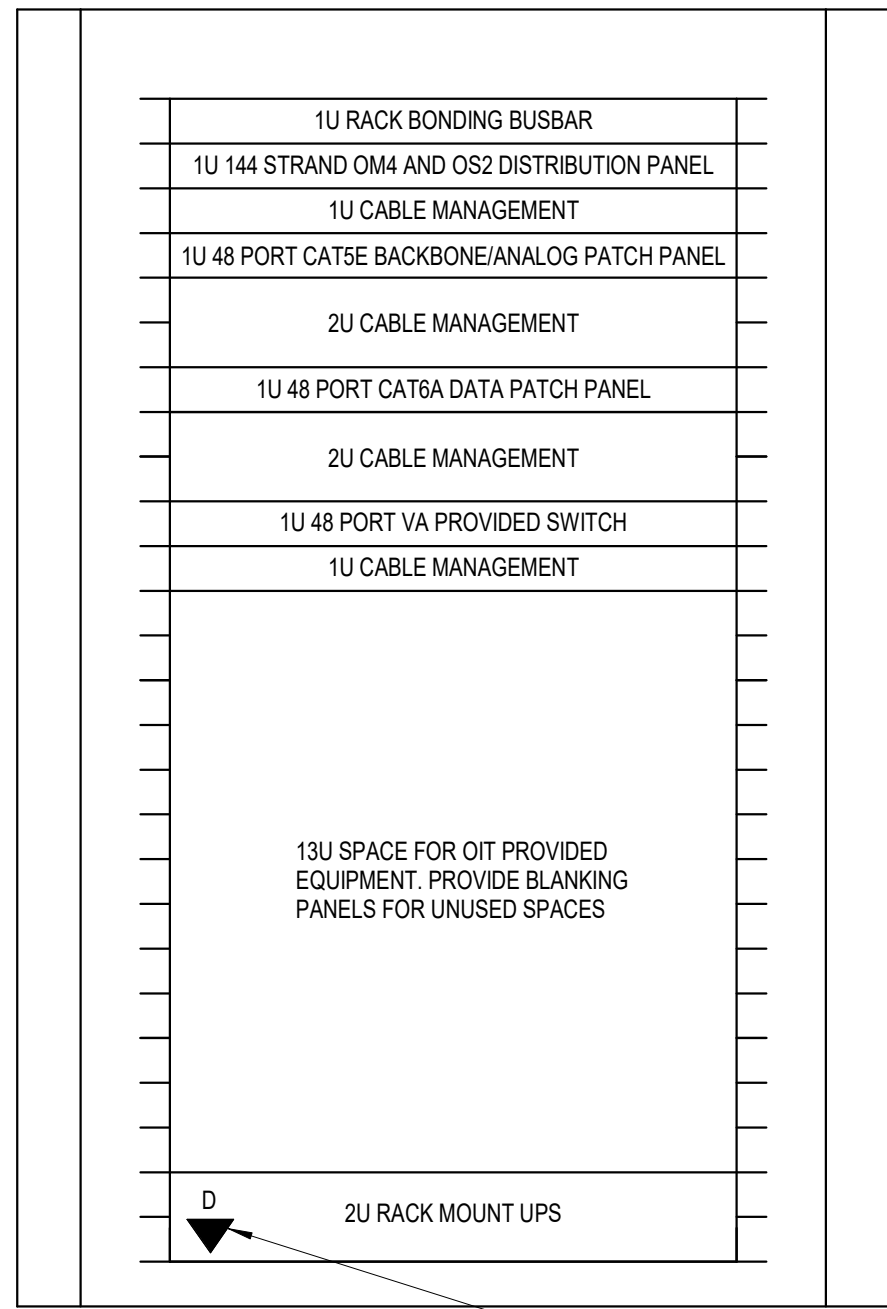 1U RACK BONDING BUSBAR
1U 144 STRAND OM4 AND OS2 DISTRIBUTION PANEL
1U CABLE MANAGEMENT
1U 48 PORT CAT5E BACKBONE/ANALOG PATCH PANEL
2U CABLE MANAGEMENT
1U 48 PORT CAT6A DATA PATCH PANEL
2U CABLE MANAGEMENT
1U 48 PORT VA PROVIDED SWITCH
1U CABLE MANAGEMENT
13U SPACE FOR OIT PROVIDED
EQUIPMENT. PROVIDE BLANKING
PANELS FOR UNUSED SPACES
D
2U RACK MOUNT UPS